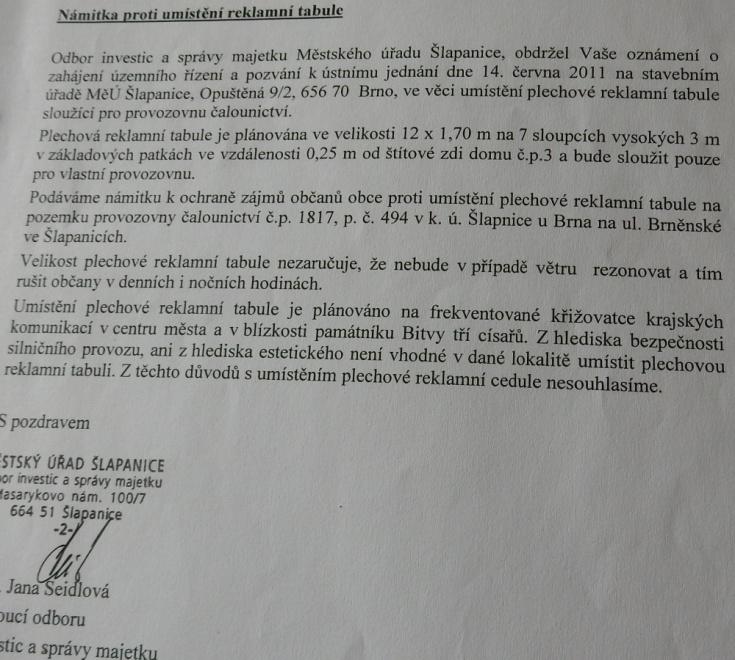 Námitka proti umístění reklamní tabule
Odbor investic a správy majetku Městského úřadu Šlapanice, obdržel Vaše oznámení o
zahájení územního řízení a pozvání k ústnímu jednání dne 14. června 2011 na stavebním
úřadě MěÚ Šlapanice, Opuštěná 9/2, 656 70 Brno, ve věci umístění plechové reklamní tabule
sloužící pro provozovnu čalounictví.
Plechová reklamní tabule je plánována ve velikosti 12 x 1,70 m na 7 sloupcích vysokých 3 m
v základových patkách ve vzdálenosti 0,25 m od štítové zdi domu č.p.3 a bude sloužit pouze
pro vlastní provozovnu.
Podáváme námitku k ochraně zájmů občanů obce proti umístění plechové reklamní tabule na
pozemku provozovny čalounictví č.p. 1817, p. č. 494 v k. ú. Šlapnice u Brna na ul. Brněnské
ve Šlapanicích.
Velikost plechové reklamní tabule nezaručuje, že nebude v případě větru rezonovat a tím
rušit občany v denních i nočních hodinách.
Umístění plechové reklamní tabule je plánováno na frekventované křižovatce krajských
komunikací v centru města a v blízkosti památníku Bitvy tří císařů. Z hlediska bezpečnosti
silničního provozu, ani z hlediska estetického není vhodné v dané lokalitě umístit plechovou
reklamní tabuli. Z těchto důvodů s umístěním plechové reklamní cedule nesouhlasíme.
S pozdravem
ĚSTSKÝ ÚŘAD ŠLAPANICE
bor investic a správy majetku
Masarykovo nám. 100/7
664 51 Šlapanice
-2-
. Jana Seidlová
oucí odboru
stic a správy majetku